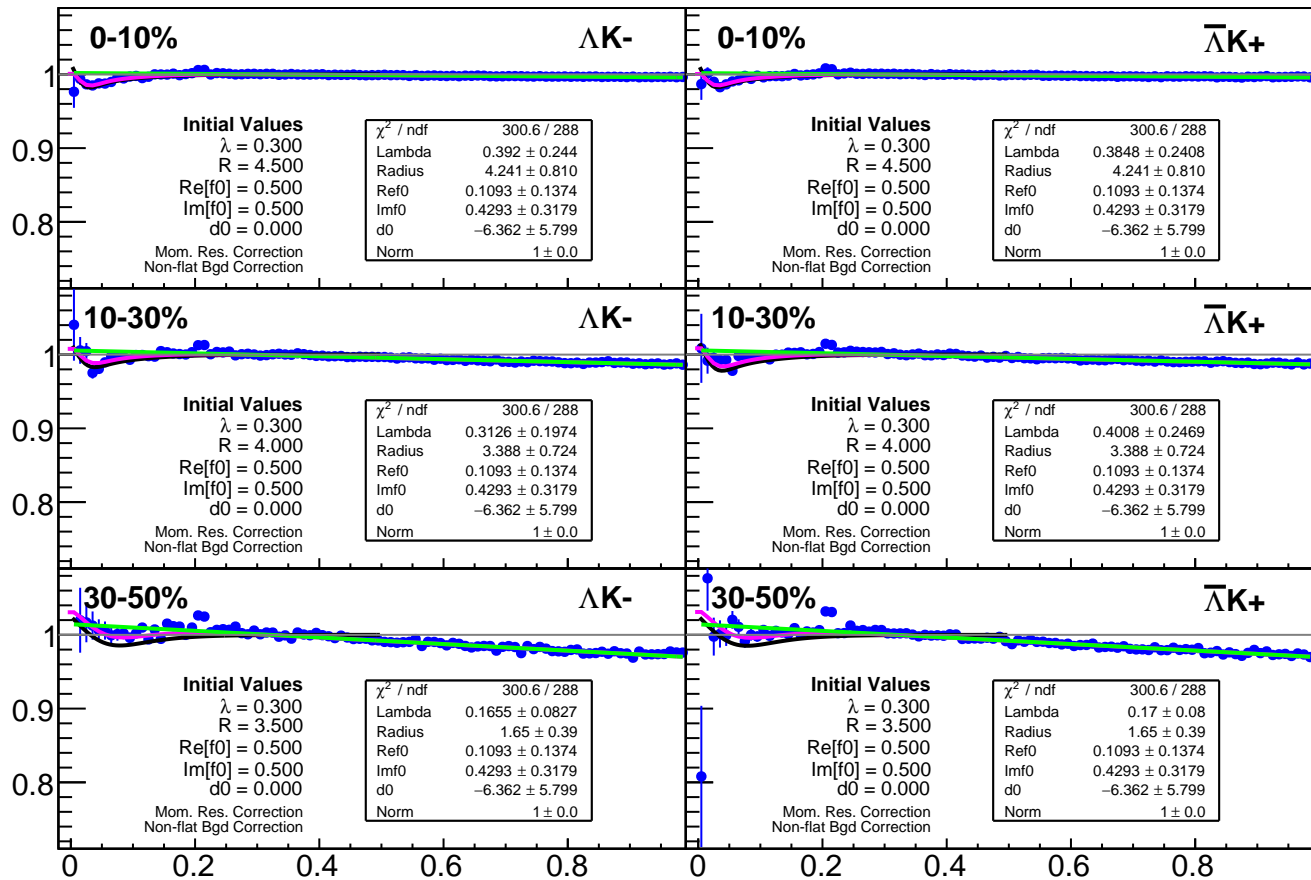 0-10%
ΛK-
1
0.9
0.8
Initial Values
λ = 0.300
R = 4.500
Re[f0] = 0.500
Im[f0] = 0.500
d0 = 0.000
Mom. Res. Correction
Non-flat Bgd Correction
χ² / ndf 300.6 / 288
Lambda 0.392 ± 0.244
Radius 4.241 ± 0.810
Ref0 0.1093 ± 0.1374
Imf0 0.4293 ± 0.3179
d0 −6.362 ± 5.799
Norm 1 ± 0.0
0-10%
Λ̅K+
Initial Values
λ = 0.300
R = 4.500
Re[f0] = 0.500
Im[f0] = 0.500
d0 = 0.000
Mom. Res. Correction
Non-flat Bgd Correction
χ² / ndf 300.6 / 288
Lambda 0.3848 ± 0.2408
Radius 4.241 ± 0.810
Ref0 0.1093 ± 0.1374
Imf0 0.4293 ± 0.3179
d0 −6.362 ± 5.799
Norm 1 ± 0.0
10-30%
ΛK-
1
0.9
0.8
Initial Values
λ = 0.300
R = 4.000
Re[f0] = 0.500
Im[f0] = 0.500
d0 = 0.000
Mom. Res. Correction
Non-flat Bgd Correction
χ² / ndf 300.6 / 288
Lambda 0.3126 ± 0.1974
Radius 3.388 ± 0.724
Ref0 0.1093 ± 0.1374
Imf0 0.4293 ± 0.3179
d0 −6.362 ± 5.799
Norm 1 ± 0.0
10-30%
Λ̅K+
Initial Values
λ = 0.300
R = 4.000
Re[f0] = 0.500
Im[f0] = 0.500
d0 = 0.000
Mom. Res. Correction
Non-flat Bgd Correction
χ² / ndf 300.6 / 288
Lambda 0.4008 ± 0.2469
Radius 3.388 ± 0.724
Ref0 0.1093 ± 0.1374
Imf0 0.4293 ± 0.3179
d0 −6.362 ± 5.799
Norm 1 ± 0.0
30-50%
ΛK-
1
0.9
0.8
Initial Values
λ = 0.300
R = 3.500
Re[f0] = 0.500
Im[f0] = 0.500
d0 = 0.000
Mom. Res. Correction
Non-flat Bgd Correction
χ² / ndf 300.6 / 288
Lambda 0.1655 ± 0.0827
Radius 1.65 ± 0.39
Ref0 0.1093 ± 0.1374
Imf0 0.4293 ± 0.3179
d0 −6.362 ± 5.799
Norm 1 ± 0.0
30-50%
Λ̅K+
Initial Values
λ = 0.300
R = 3.500
Re[f0] = 0.500
Im[f0] = 0.500
d0 = 0.000
Mom. Res. Correction
Non-flat Bgd Correction
χ² / ndf 300.6 / 288
Lambda 0.17 ± 0.08
Radius 1.65 ± 0.39
Ref0 0.1093 ± 0.1374
Imf0 0.4293 ± 0.3179
d0 −6.362 ± 5.799
Norm 1 ± 0.0
0 0.2 0.4 0.6 0.8
0 0.2 0.4 0.6 0.8